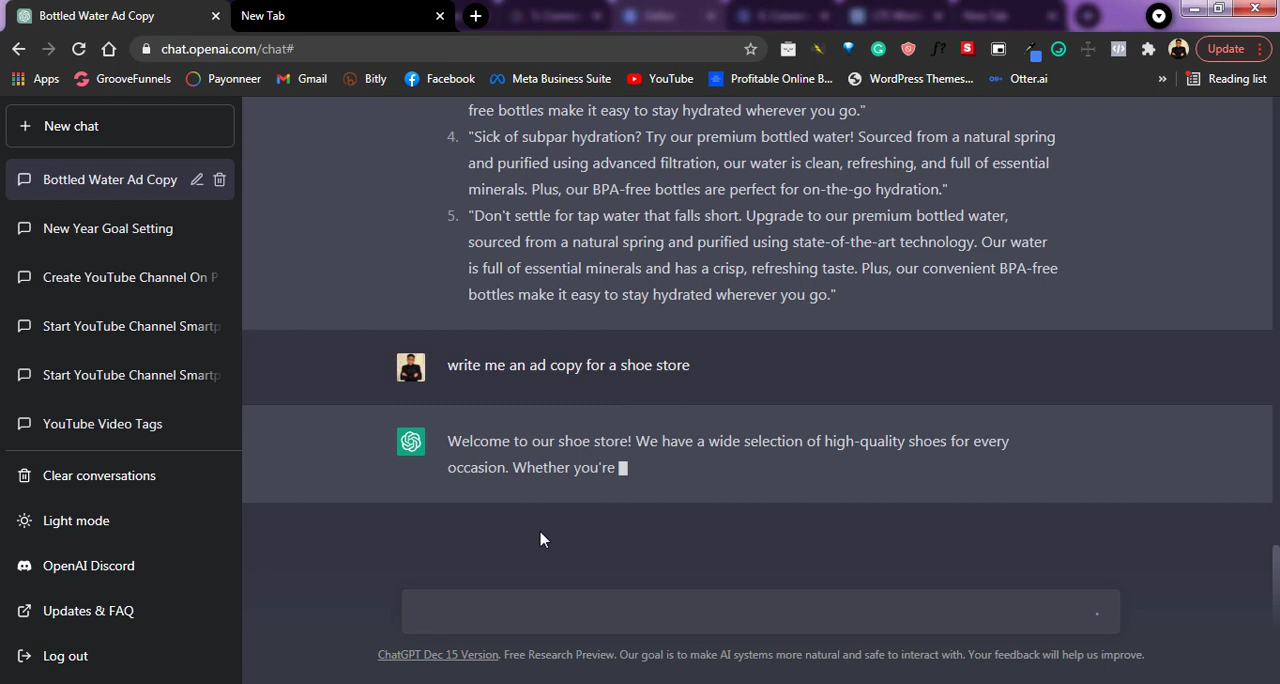 Bottled Water Ad Copy
New Tab
chat.openai.com/chat#
Update
Apps
GrooveFunnels
Payonneer
Gmail
Bitly
Facebook
Meta Business Suite
YouTube
Profitable Online B...
WordPress Themes...
Otter.ai
»
Reading list
+ New chat
Bottled Water Ad Copy
New Year Goal Setting
Create YouTube Channel On P
Start YouTube Channel Smartp
Start YouTube Channel Smartp
YouTube Video Tags
Clear conversations
Light mode
OpenAI Discord
Updates & FAQ
Log out
free bottles make it easy to stay hydrated wherever you go."
4. "Sick of subpar hydration? Try our premium bottled water! Sourced from a natural spring
and purified using advanced filtration, our water is clean, refreshing, and full of essential
minerals. Plus, our BPA-free bottles are perfect for on-the-go hydration."
5. "Don't settle for tap water that falls short. Upgrade to our premium bottled water,
sourced from a natural spring and purified using state-of-the-art technology. Our water
is full of essential minerals and has a crisp, refreshing taste. Plus, our convenient BPA-free
bottles make it easy to stay hydrated wherever you go."
write me an ad copy for a shoe store
Welcome to our shoe store! We have a wide selection of high-quality shoes for every
occasion. Whether you're
ChatGPT Dec 15 Version. Free Research Preview. Our goal is to make AI systems more natural and safe to interact with. Your feedback will help us improve.